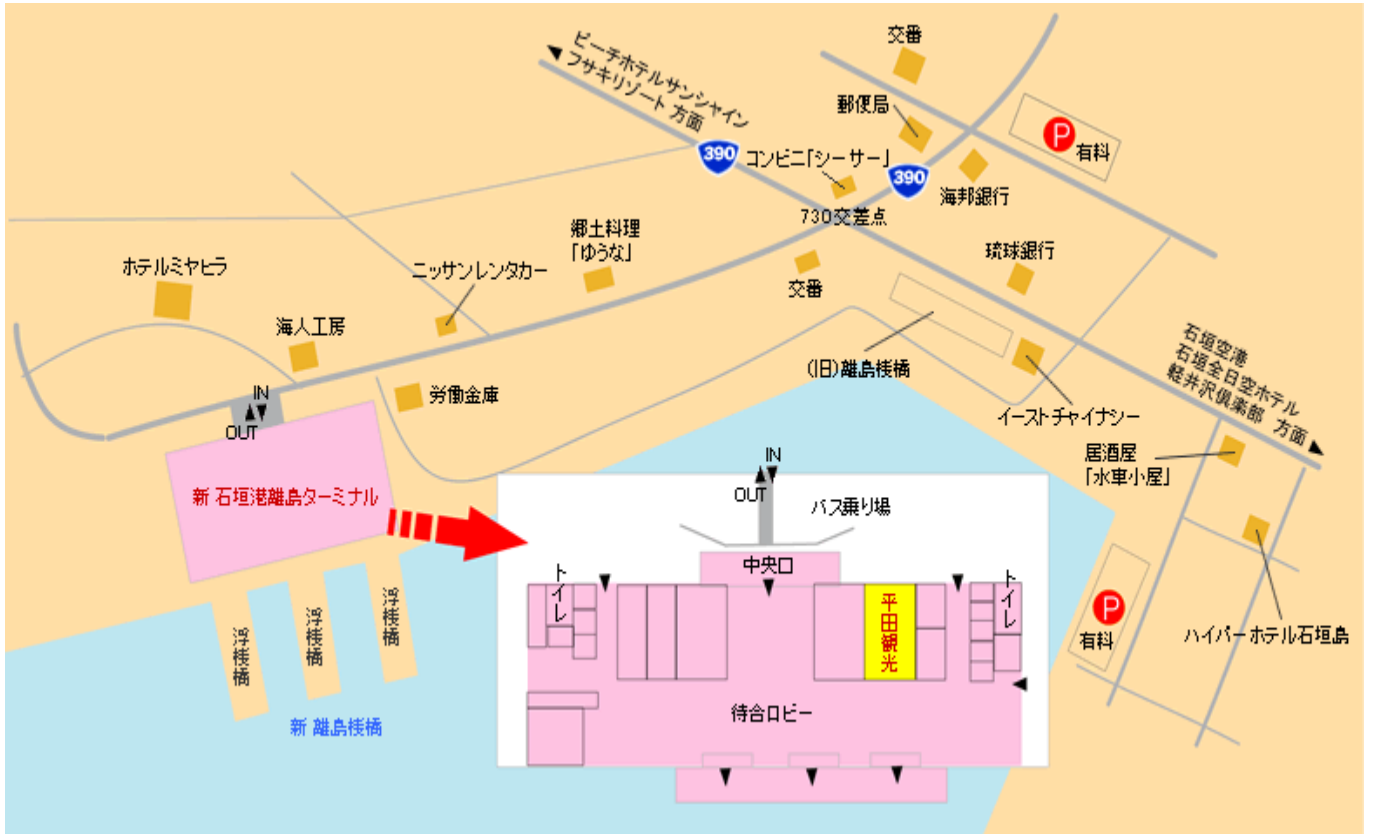 交番
ビーチホテルサンシャイン
フサキリゾート 方面
郵便局
P
有料
390
コンビニ「シーサー」
390
海邦銀行
730交差点
郷土料理
「ゆうな」
琉球銀行
ホテルミヤヒラ
ニッサンレンタカー
交番
海人工房
石垣空港
石垣全日空ホテル
軽井沢倶楽部 方面
(旧)離島桟橋
IN
OUT
労働金庫
イーストチャイナシー
居酒屋
「水車小屋」
新 石垣港離島ターミナル
IN
OUT
バス乗り場
中央口
トイレ
平田観光
トイレ
P
有料
ハイパーホテル石垣島
浮桟橋
浮桟橋
浮桟橋
待合ロビー
新 離島桟橋